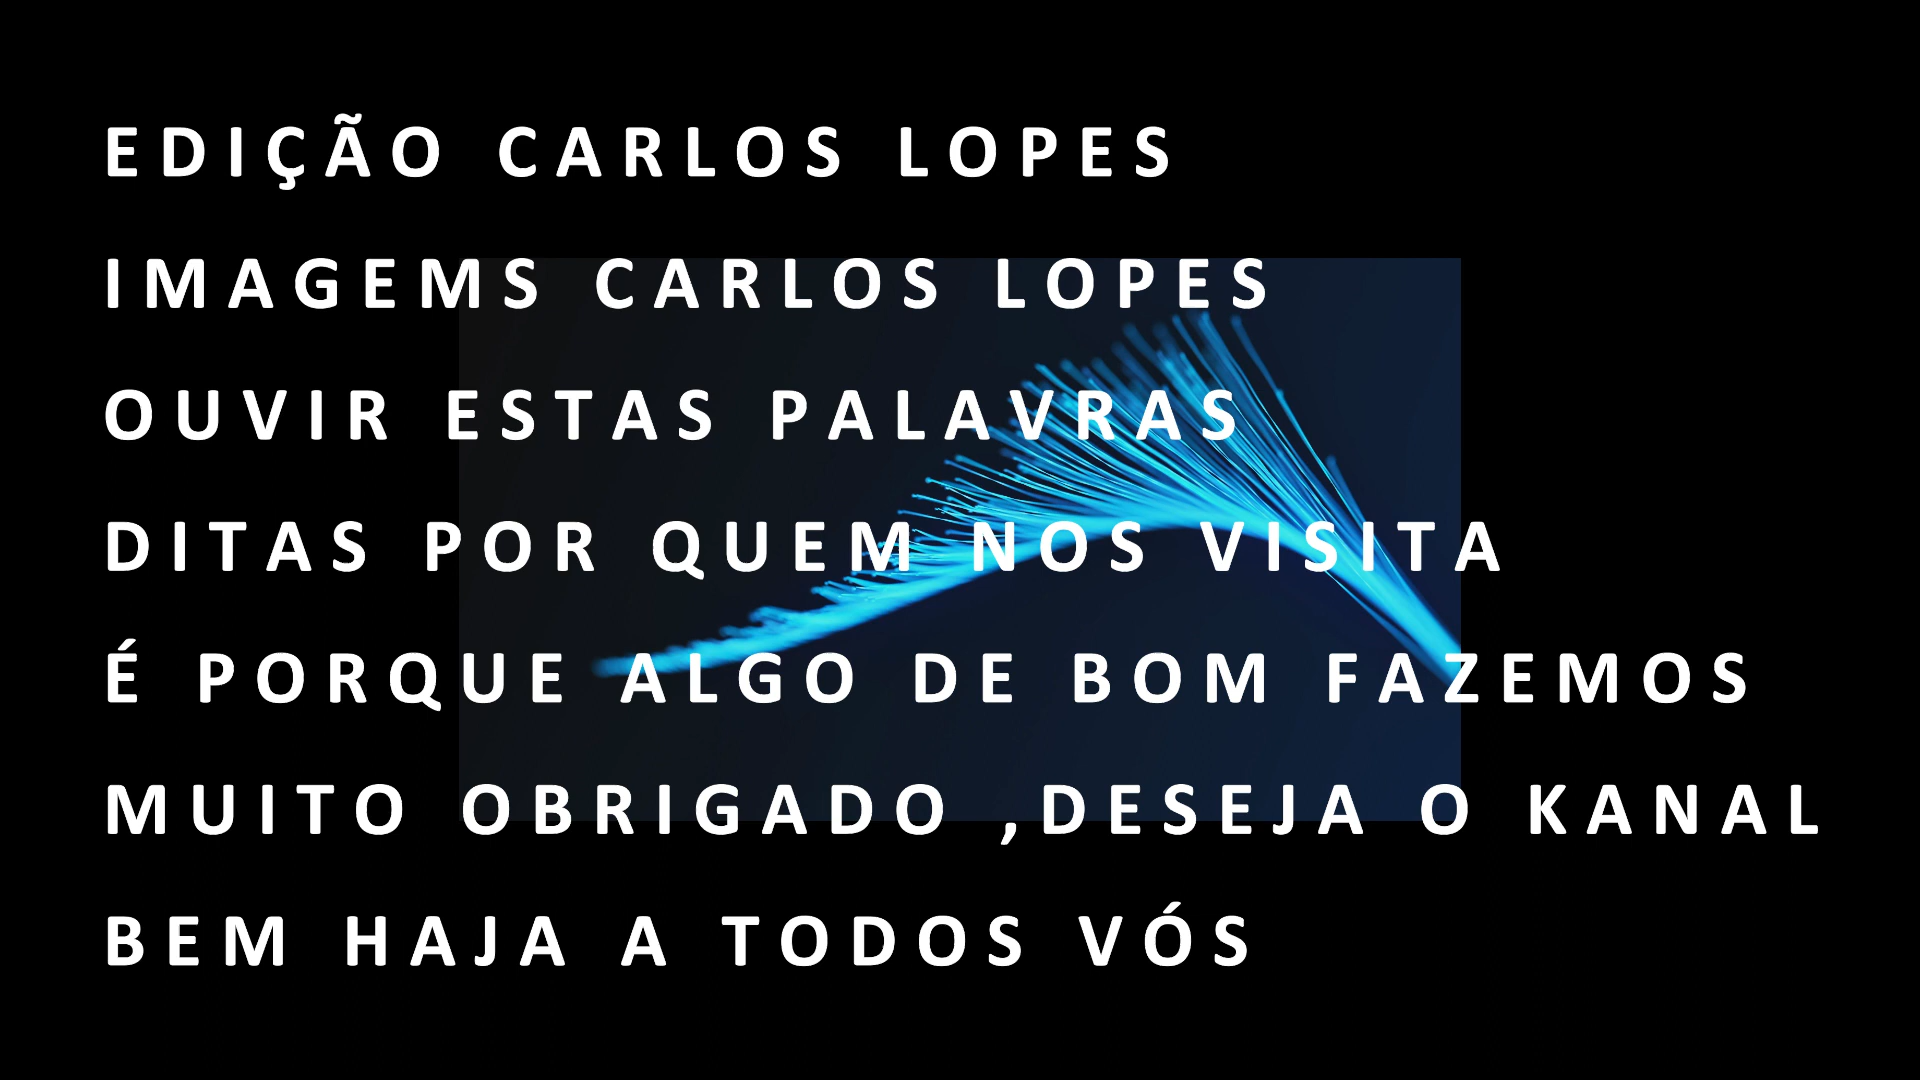 EDIÇÃO CARLOS LOPES
IMAGEMS CARLOS LOPES
OUVIR ESTAS PALAVRAS
DITAS POR QUEM NOS VISITA
É PORQUE ALGO DE BOM FAZEMOS
MUITO OBRIGADO ,DESEJA O KANAL
BEM HAJA A TODOS VÓS